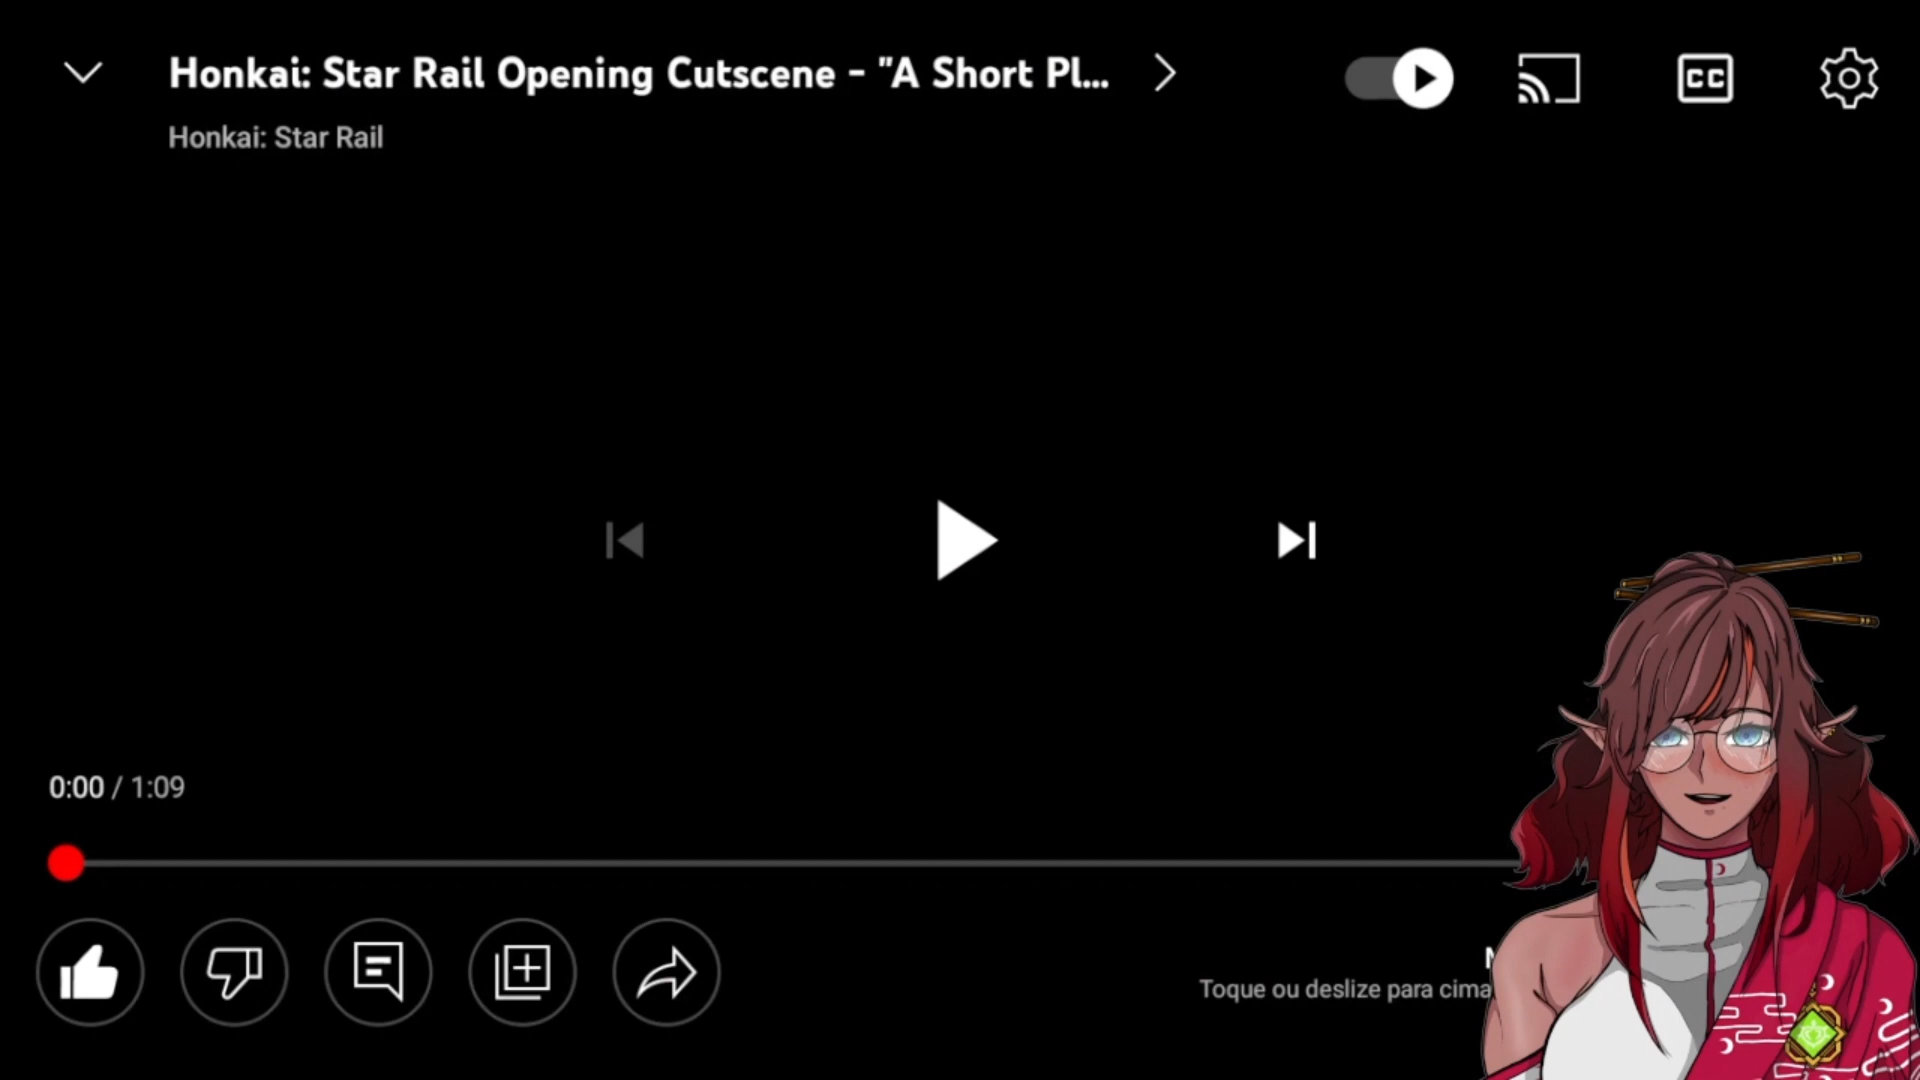 Honkai: Star Rail Opening Cutscene - "A Short Pl...
CC
Honkai: Star Rail
0:00 / 1:09
Toque ou deslize para cima